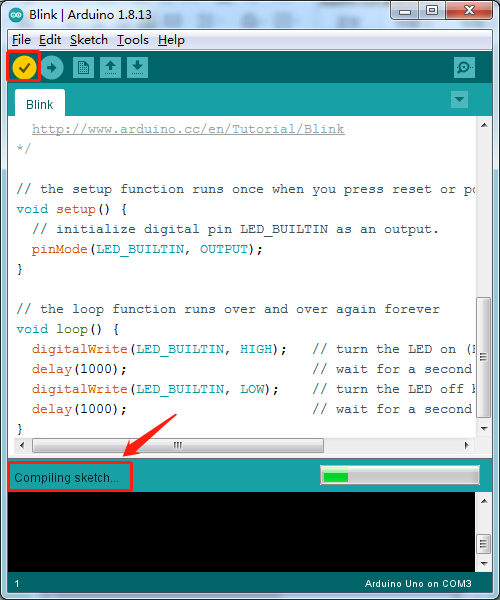 Blink | Arduino 1.8.13
File Edit Sketch Tools Help
Blink
http://www.arduino.cc/en/Tutorial/Blink
*/
// the setup function runs once when you press reset or
void setup() {
// initialize digital pin LED_BUILTIN as an output.
pinMode(LED_BUILTIN, OUTPUT);
}
// the loop function runs over and over again forever
void loop() {
digitalWrite(LED_BUILTIN, HIGH); // turn the LED on
delay(1000); // wait for a second
digitalWrite(LED_BUILTIN, LOW); // turn the LED off
delay(1000); // wait for a second
}
Compiling sketch...
1 Arduino Uno on COM3